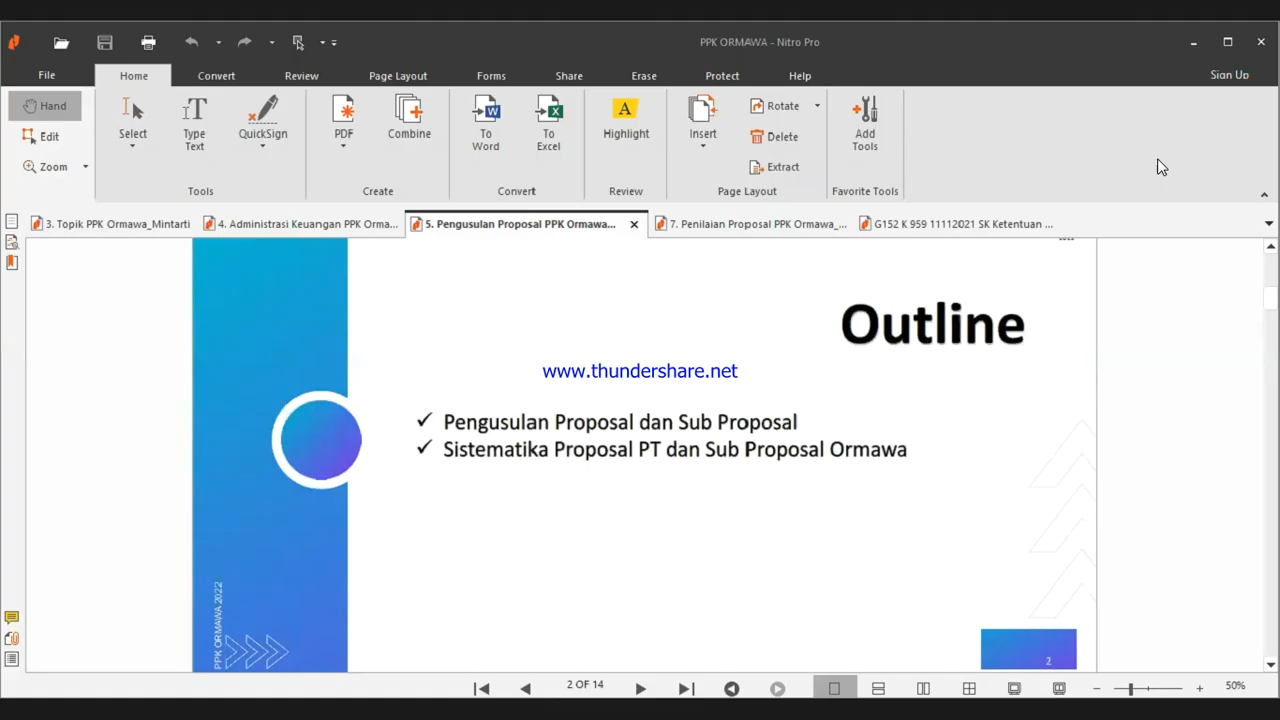 PPK ORMAWA - Nitro Pro
File Home Convert Review Page Layout Forms Share Erase Protect Help Sign Up
Hand
Edit
Zoom
Select
Type Text
QuickSign
Tools
PDF
Combine
Create
To Word
To Excel
Convert
Highlight
Review
Insert
Rotate
Delete
Extract
Page Layout
Add Tools
Favorite Tools
3. Topik PPK Ormawa_Mintarti
4. Administrasi Keuangan PPK Orma...
5. Pengusulan Proposal PPK Ormawa...
7. Penilaian Proposal PPK Ormawa_...
G152 K 959 11112021 SK Ketentuan ...
Outline
www.thundershare.net
✓ Pengusulan Proposal dan Sub Proposal
✓ Sistematika Proposal PT dan Sub Proposal Ormawa
PPK ORMAWA 2022
2
2 OF 14
50%